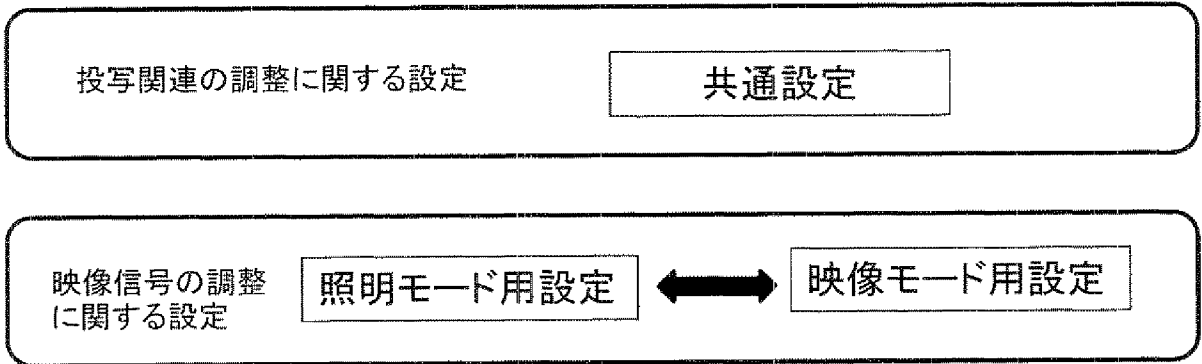 投写関連の調整に関する設定
共通設定
映像信号の調整
に関する設定
照明モード用設定
映像モード用設定